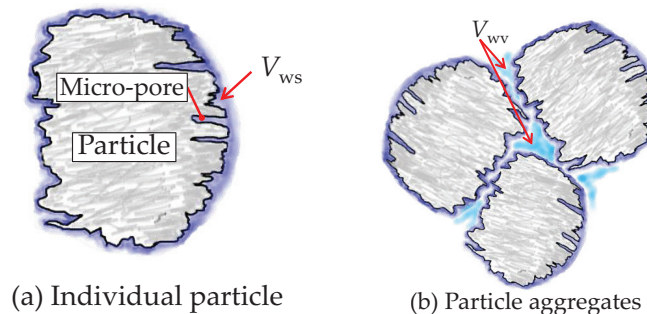 V_ws
Micro-pore
Particle
(a) Individual particle
V_wv
(b) Particle aggregates